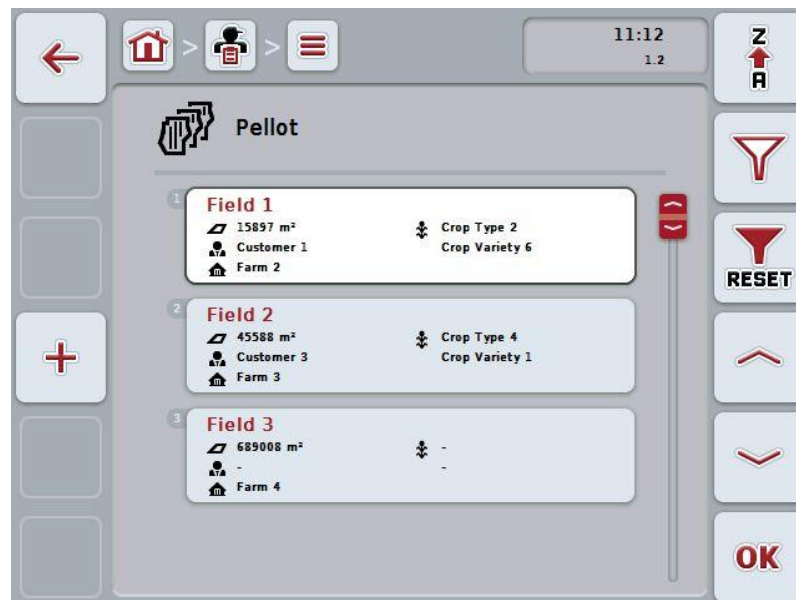 11:12
1.2
Z
A
Pellot
1
Field 1
15897 m²
Crop Type 2
Customer 1
Crop Variety 6
Farm 2
RESET
2
Field 2
45588 m²
Crop Type 4
Customer 3
Crop Variety 1
Farm 3
3
Field 3
689008 m²
-
-
-
Farm 4
OK